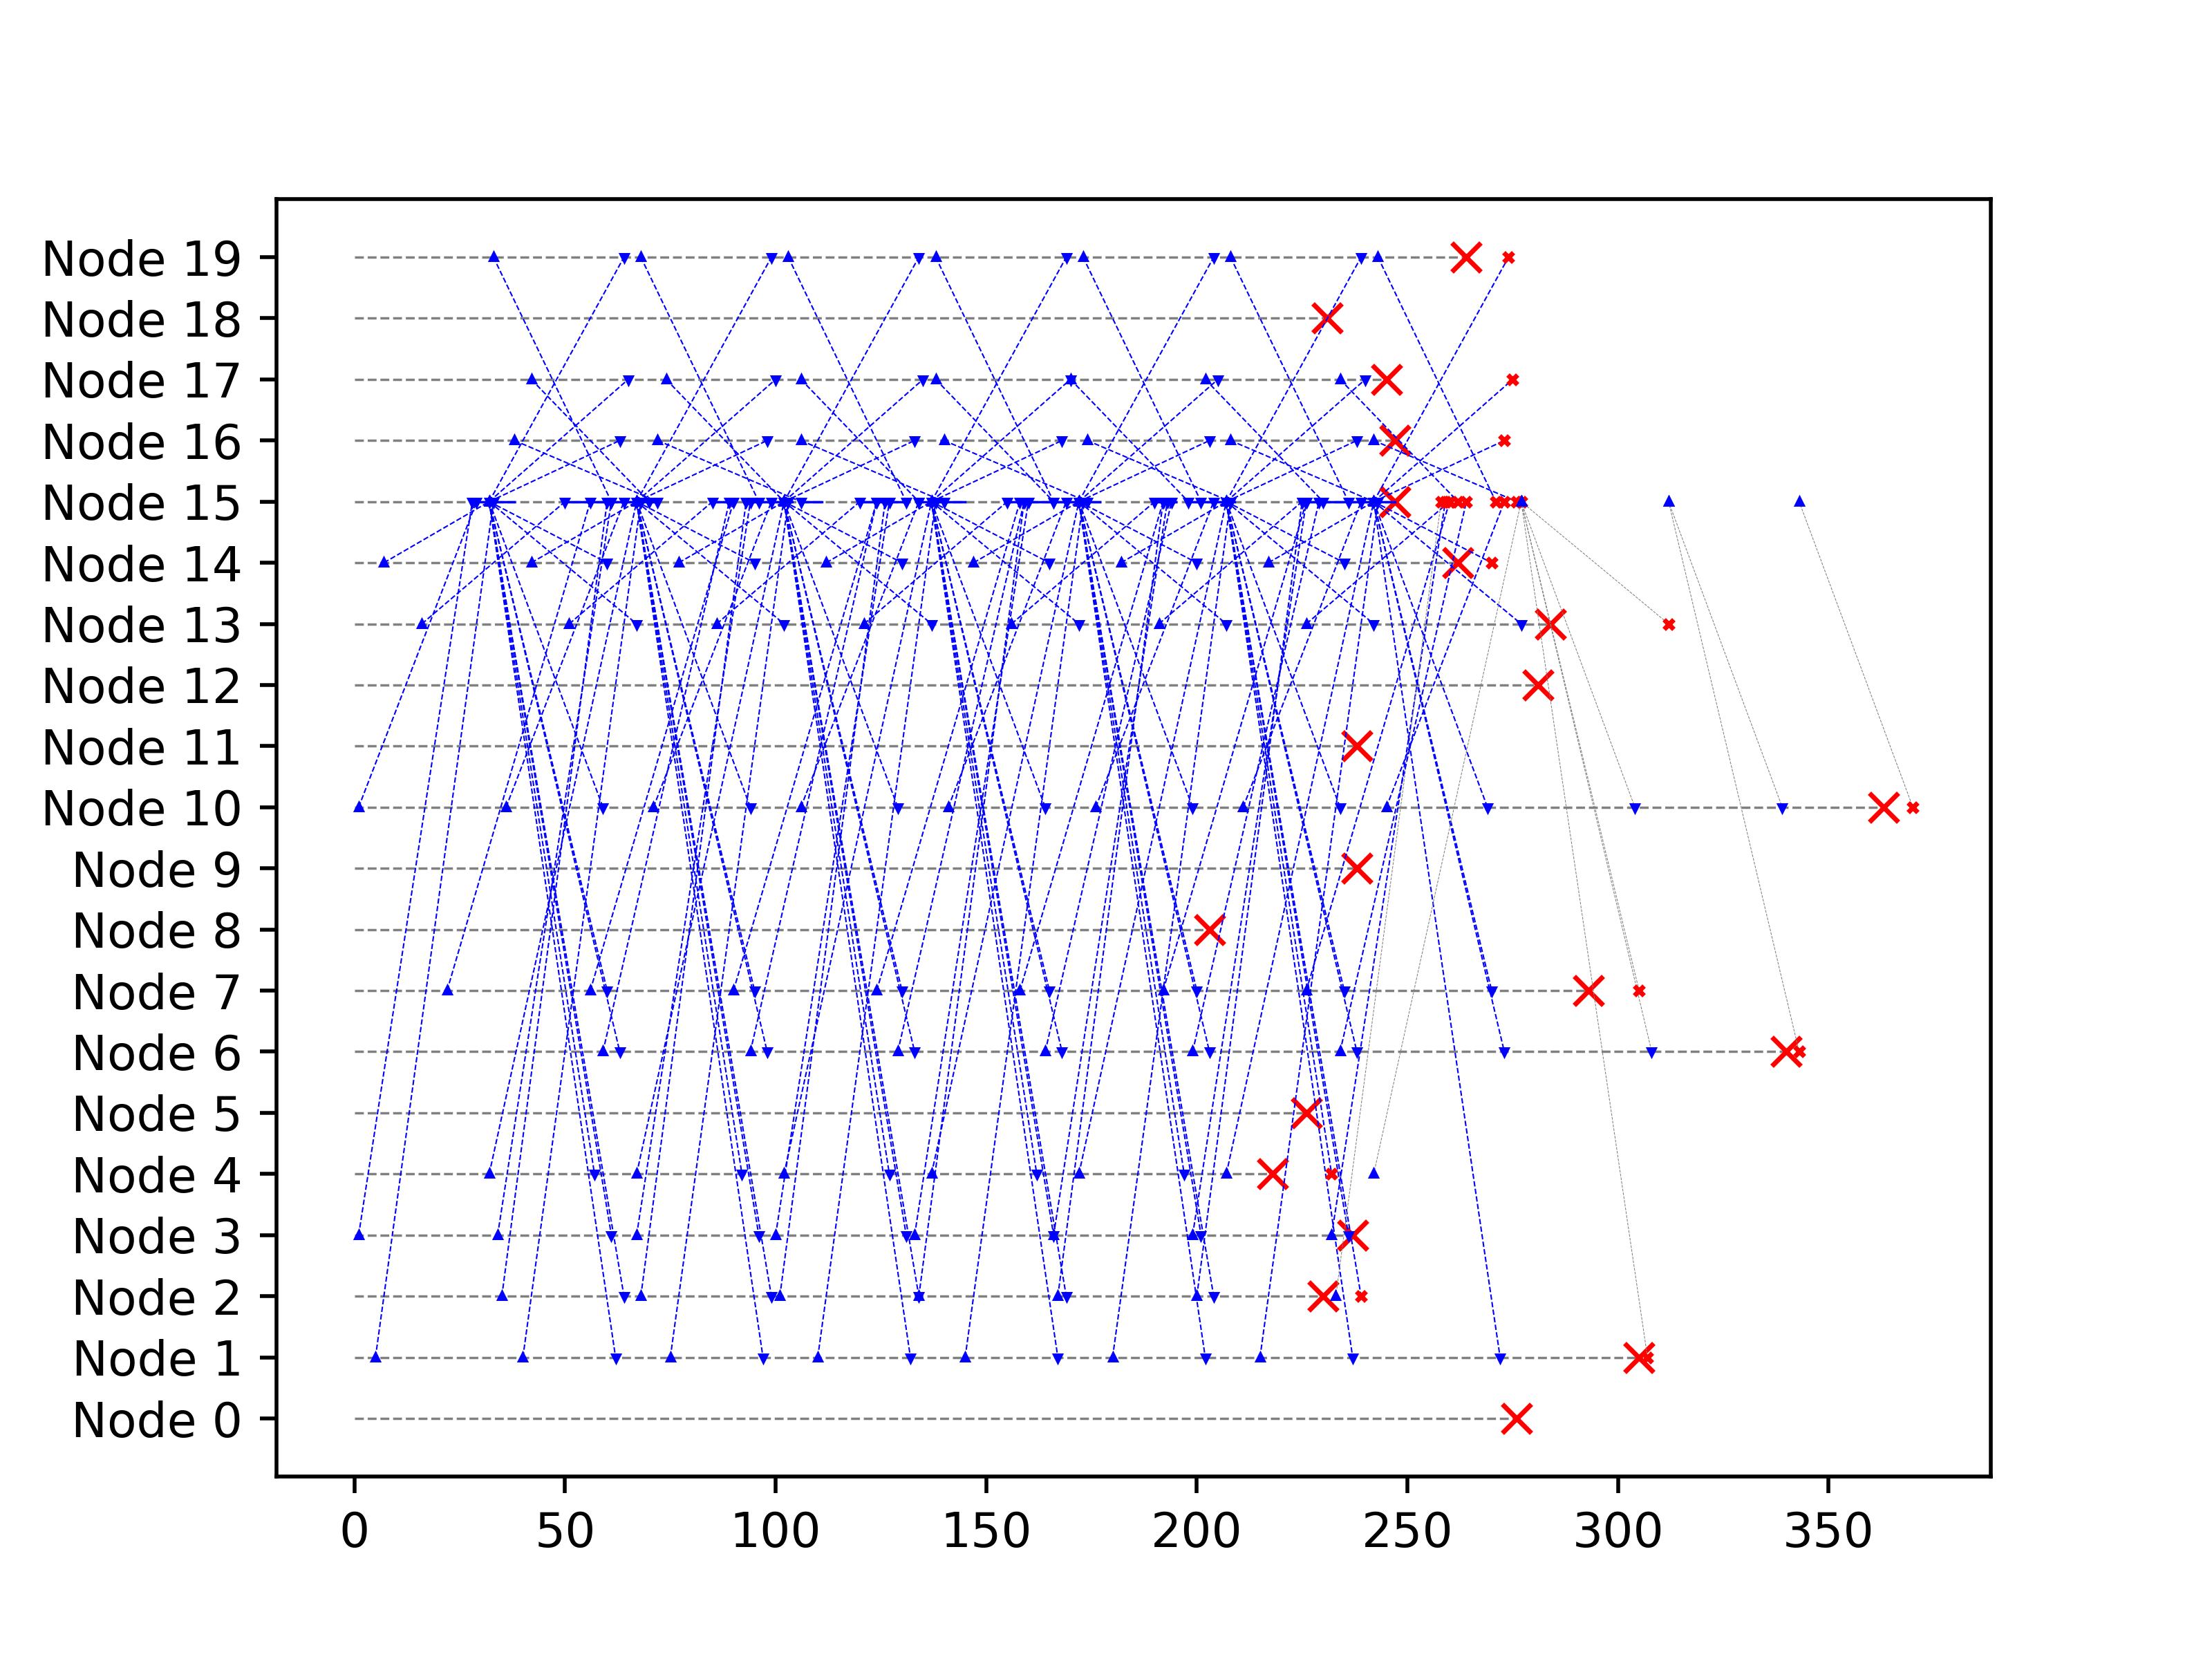 Node 19
Node 18
Node 17
Node 16
Node 15
Node 14
Node 13
Node 12
Node 11
Node 10
Node 9
Node 8
Node 7
Node 6
Node 5
Node 4
Node 3
Node 2
Node 1
Node 0
0 50 100 150 200 250 300 350